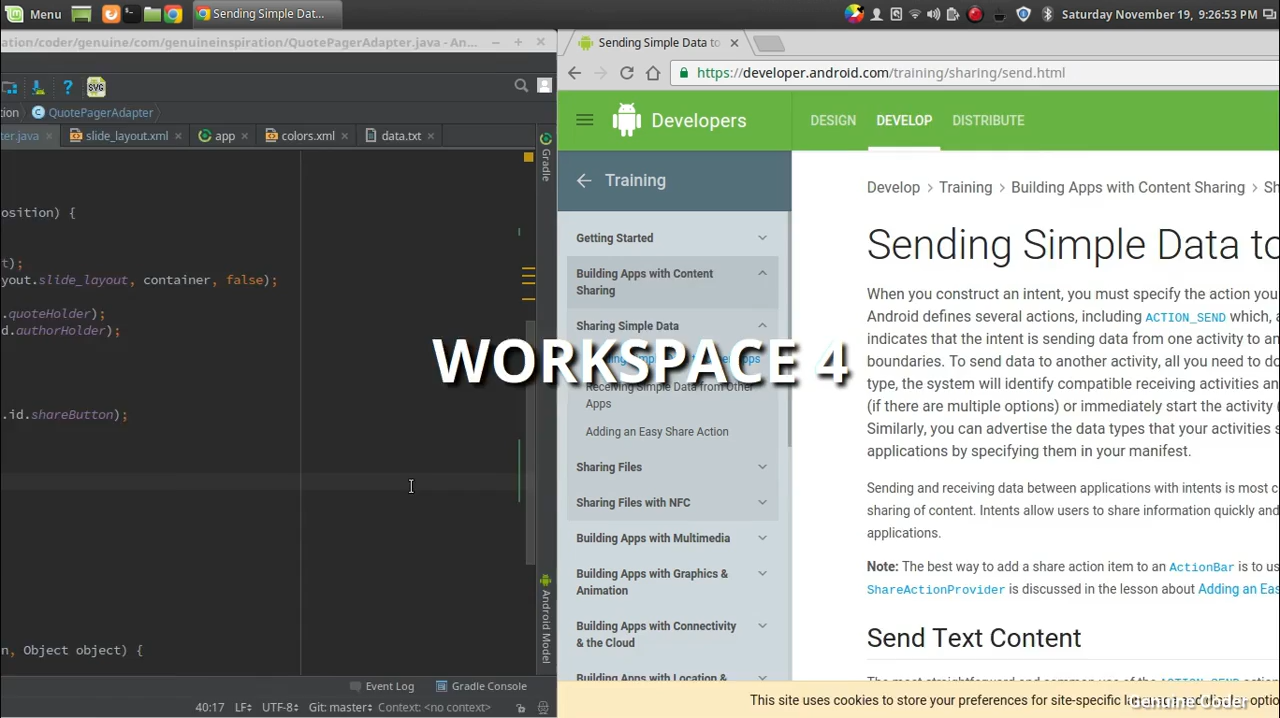 Menu
Sending Simple Dat...
Saturday November 19, 9:26:53 PM
ation/coder/genuine/com/genuineinspiration/QuotePagerAdapter.java - An...
SVG
QuotePagerAdapter
ter.java
slide_layout.xml
app
colors.xml
data.txt
Gradle
osition) {
t);
yout.slide_layout, container, false);
.quoteHolder);
d.authorHolder);
.id.shareButton);
n, Object object) {
Android Model
Event Log
Gradle Console
40:17 LF÷ UTF-8÷ Git: master÷ Context: <no context>
Sending Simple Data to
https://developer.android.com/training/sharing/send.html
Developers
DESIGN
DEVELOP
DISTRIBUTE
Training
Getting Started
Building Apps with Content
Sharing
Sharing Simple Data
WORKSPACE 4
Receiving Simple Data from Other
Apps
Adding an Easy Share Action
Sharing Files
Sharing Files with NFC
Building Apps with Multimedia
Building Apps with Graphics &
Animation
Building Apps with Connectivity
& the Cloud
Building Apps with Location &
Develop > Training > Building Apps with Content Sharing > Sh
Sending Simple Data to
When you construct an intent, you must specify the action you
Android defines several actions, including ACTION_SEND which, a
indicates that the intent is sending data from one activity to an
boundaries. To send data to another activity, all you need to do
type, the system will identify compatible receiving activities an
(if there are multiple options) or immediately start the activity (
Similarly, you can advertise the data types that your activities s
applications by specifying them in your manifest.
Sending and receiving data between applications with intents is most c
sharing of content. Intents allow users to share information quickly and
applications.
Note: The best way to add a share action item to an ActionBar is to us
ShareActionProvider is discussed in the lesson about Adding an Eas
Send Text Content
This site uses cookies to store your preferences for site-specific
Genuine Coder